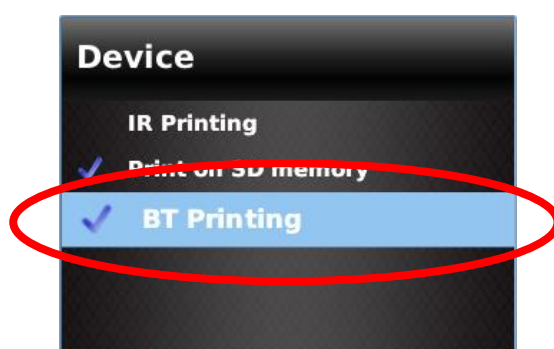 Device
IR Printing
Print on SD memory
BT Printing